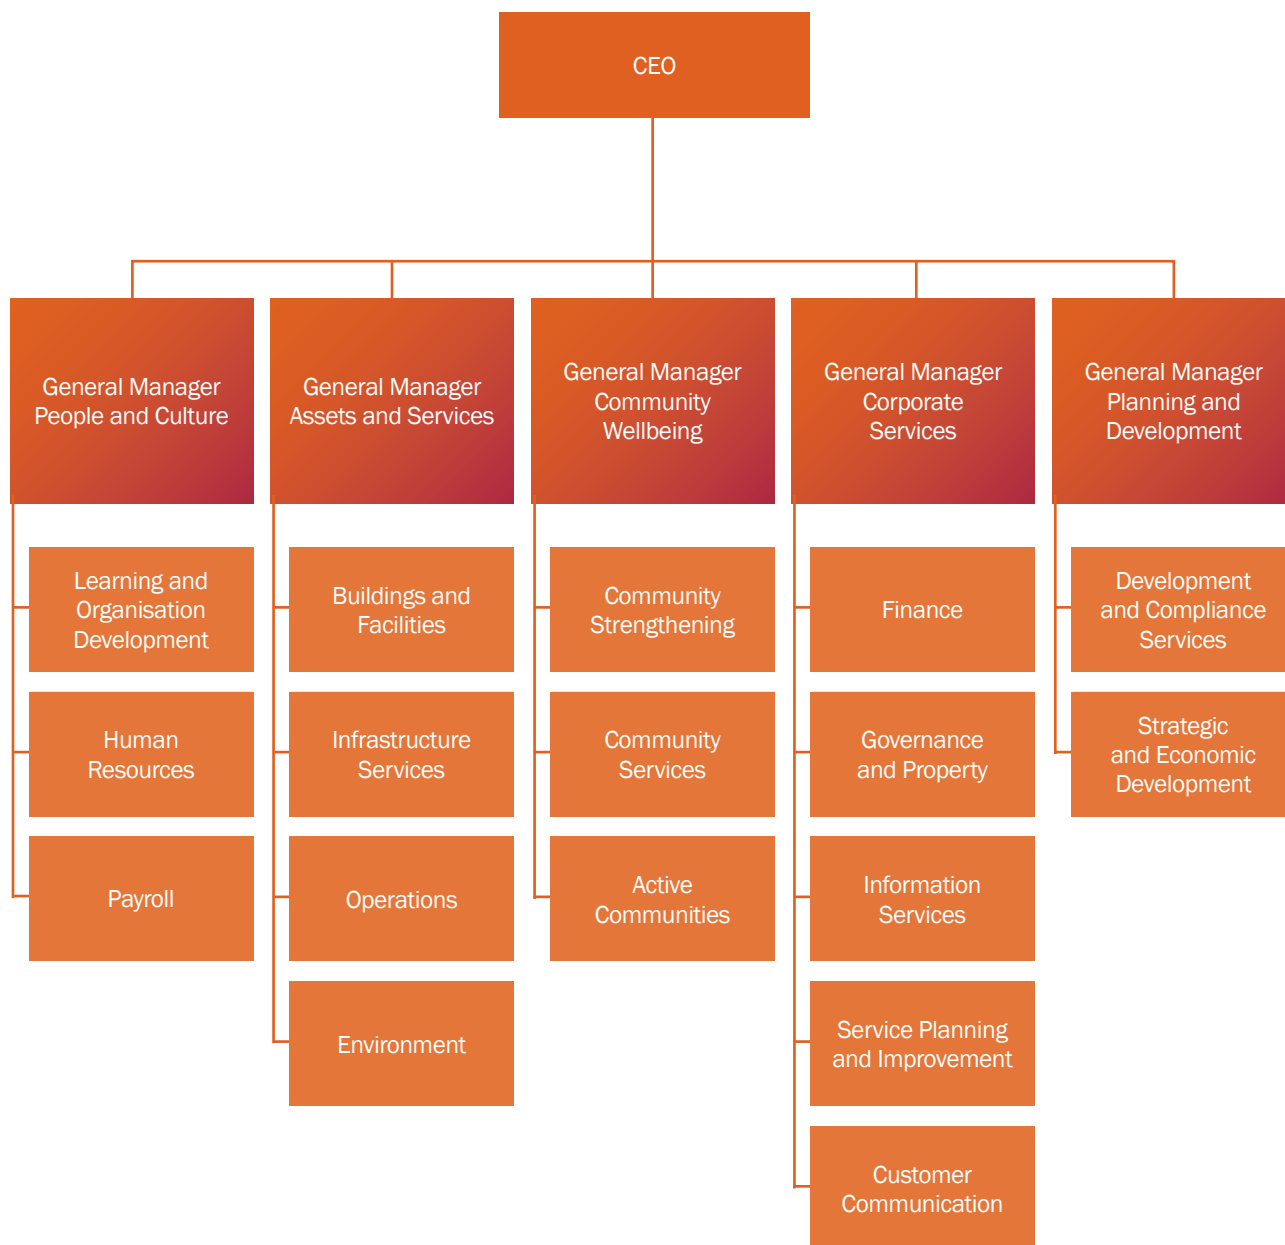 CEO
General Manager
People and Culture
General Manager
Assets and Services
General Manager
Community
Wellbeing
General Manager
Corporate
Services
General Manager
Planning and
Development
Learning and
Organisation
Development
Human
Resources
Payroll
Buildings and
Facilities
Infrastructure
Services
Operations
Environment
Community
Strengthening
Community
Services
Active
Communities
Finance
Governance
and Property
Information
Services
Service Planning
and Improvement
Customer
Communication
Development
and Compliance
Services
Strategic
and Economic
Development